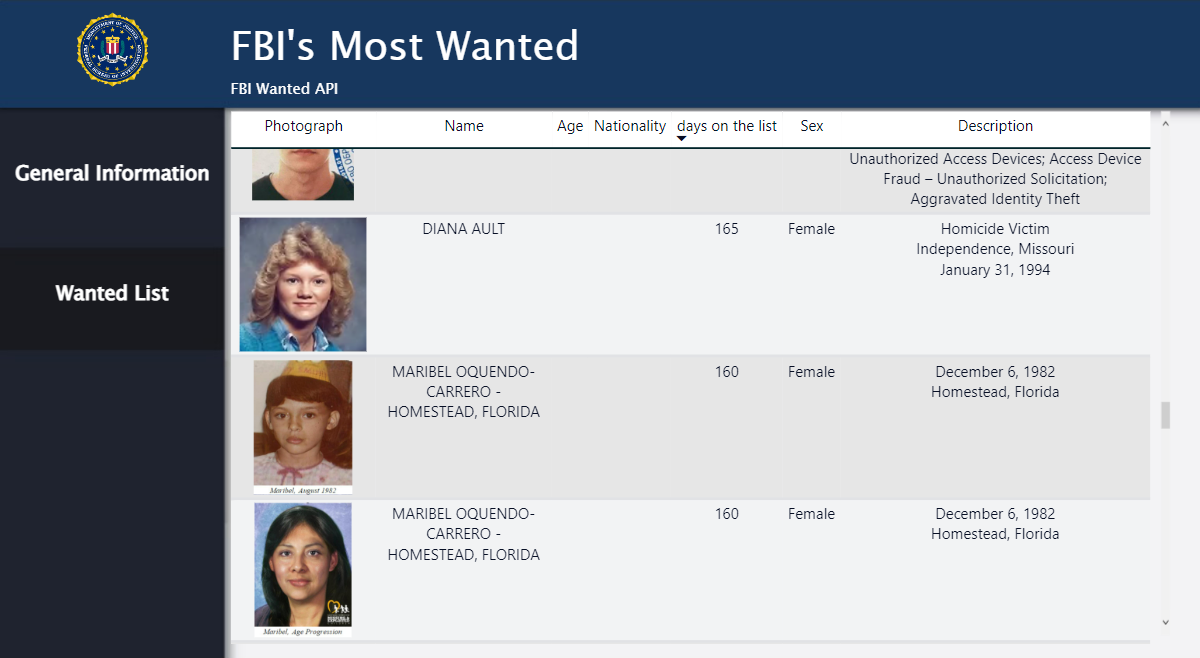 FBI's Most Wanted
FBI Wanted API
General Information
Wanted List
Photograph Name Age Nationality days on the list Sex Description
Unauthorized Access Devices; Access Device
Fraud – Unauthorized Solicitation;
Aggravated Identity Theft
DIANA AULT 165 Female Homicide Victim
Independence, Missouri
January 31, 1994
MARIBEL OQUENDO- 160 Female December 6, 1982
CARRERO - Homestead, Florida
HOMESTEAD, FLORIDA
Maribel, August 1982
MARIBEL OQUENDO- 160 Female December 6, 1982
CARRERO - Homestead, Florida
HOMESTEAD, FLORIDA
Maribel, Age Progression